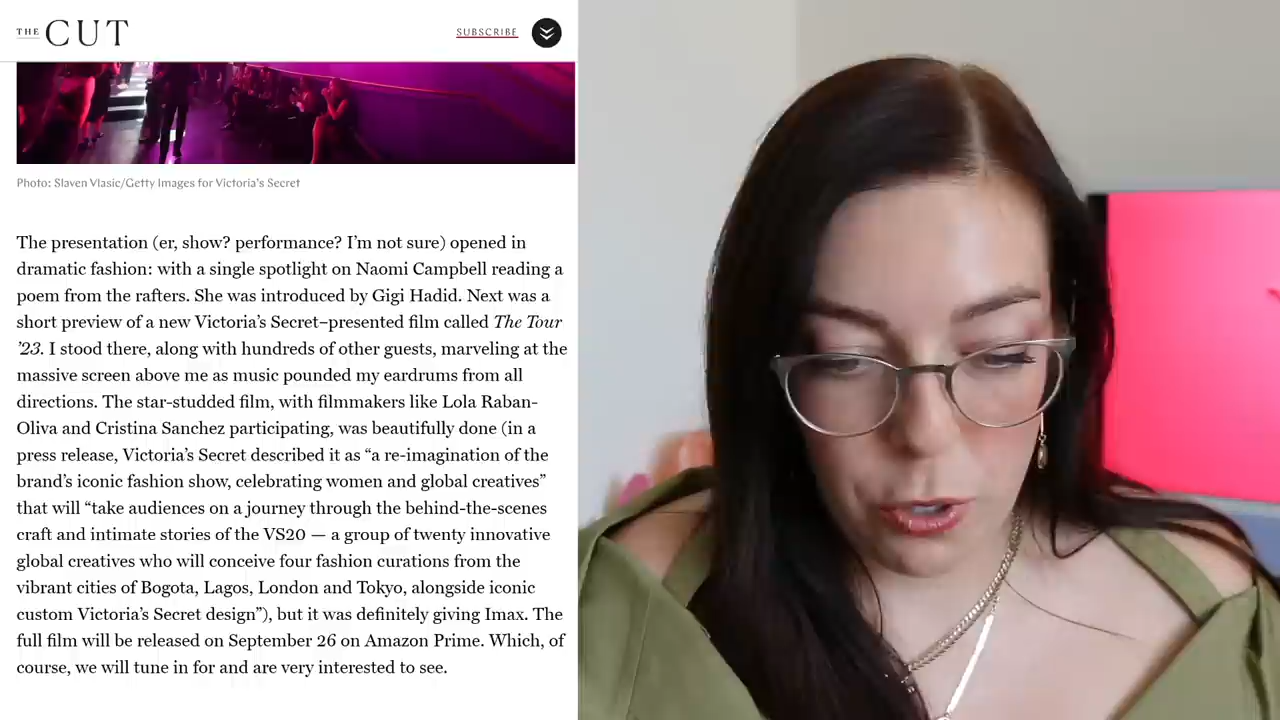 THE CUT
SUBSCRIBE
Photo: Slaven Vlasic/Getty Images for Victoria's Secret
The presentation (er, show? performance? I'm not sure) opened in
dramatic fashion: with a single spotlight on Naomi Campbell reading a
poem from the rafters. She was introduced by Gigi Hadid. Next was a
short preview of a new Victoria's Secret–presented film called The Tour
'23. I stood there, along with hundreds of other guests, marveling at the
massive screen above me as music pounded my eardrums from all
directions. The star-studded film, with filmmakers like Lola Raban-
Oliva and Cristina Sanchez participating, was beautifully done (in a
press release, Victoria's Secret described it as “a re-imagination of the
brand's iconic fashion show, celebrating women and global creatives”
that will “take audiences on a journey through the behind-the-scenes
craft and intimate stories of the VS20 — a group of twenty innovative
global creatives who will conceive four fashion curations from the
vibrant cities of Bogota, Lagos, London and Tokyo, alongside iconic
custom Victoria's Secret design”), but it was definitely giving Imax. The
full film will be released on September 26 on Amazon Prime. Which, of
course, we will tune in for and are very interested to see.